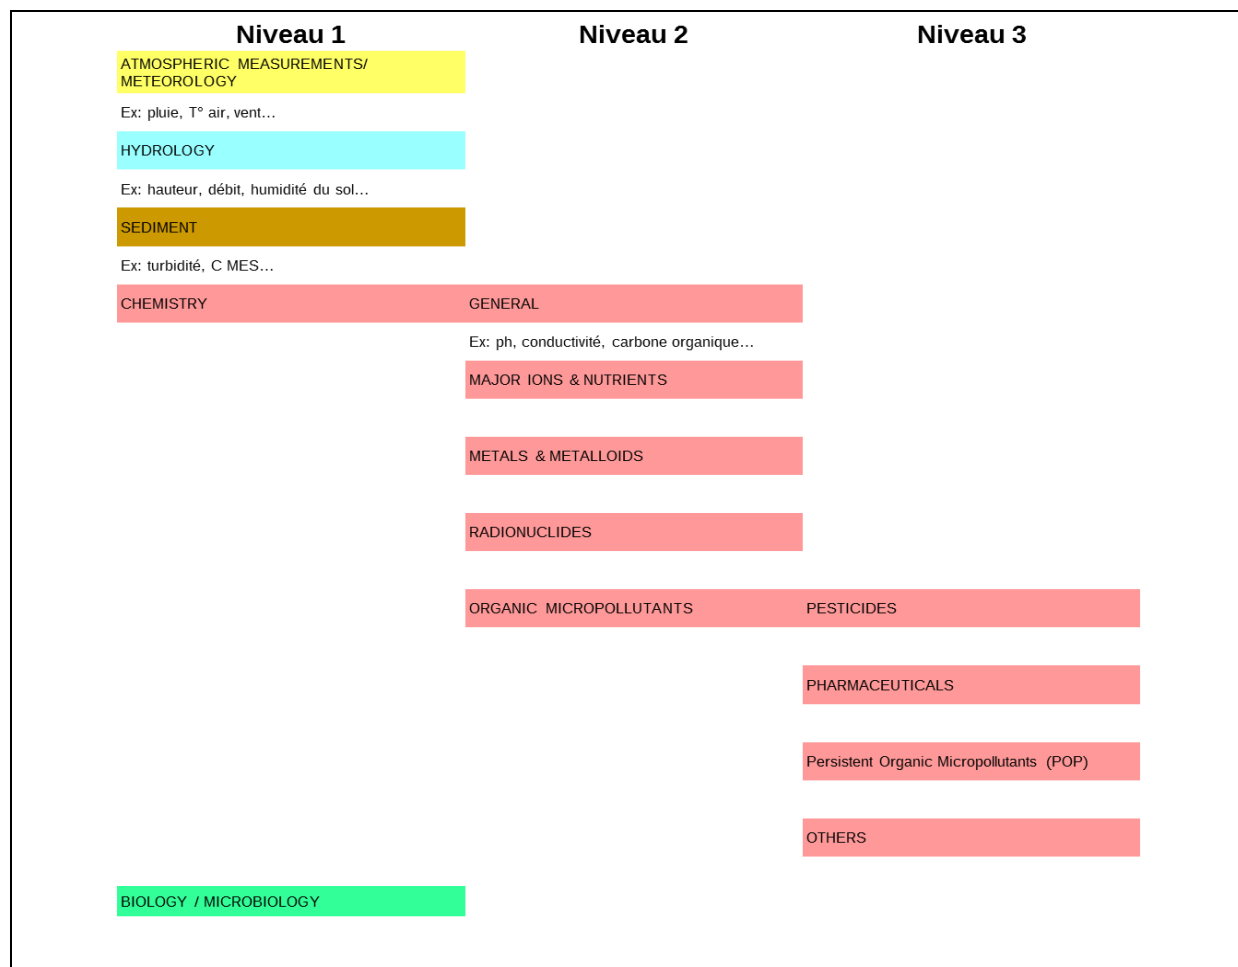 Niveau 1 Niveau 2 Niveau 3
ATMOSPHERIC MEASUREMENTS/
METEOROLOGY
Ex: pluie, T° air, vent...
HYDROLOGY
Ex: hauteur, débit, humidité du sol...
SEDIMENT
Ex: turbidité, C MES...
CHEMISTRY GENERAL
Ex: ph, conductivité, carbone organique...
MAJOR IONS & NUTRIENTS
METALS & METALLOIDS
RADIONUCLIDES
ORGANIC MICROPOLLUTANTS PESTICIDES
PHARMACEUTICALS
Persistent Organic Micropollutants (POP)
OTHERS
BIOLOGY / MICROBIOLOGY